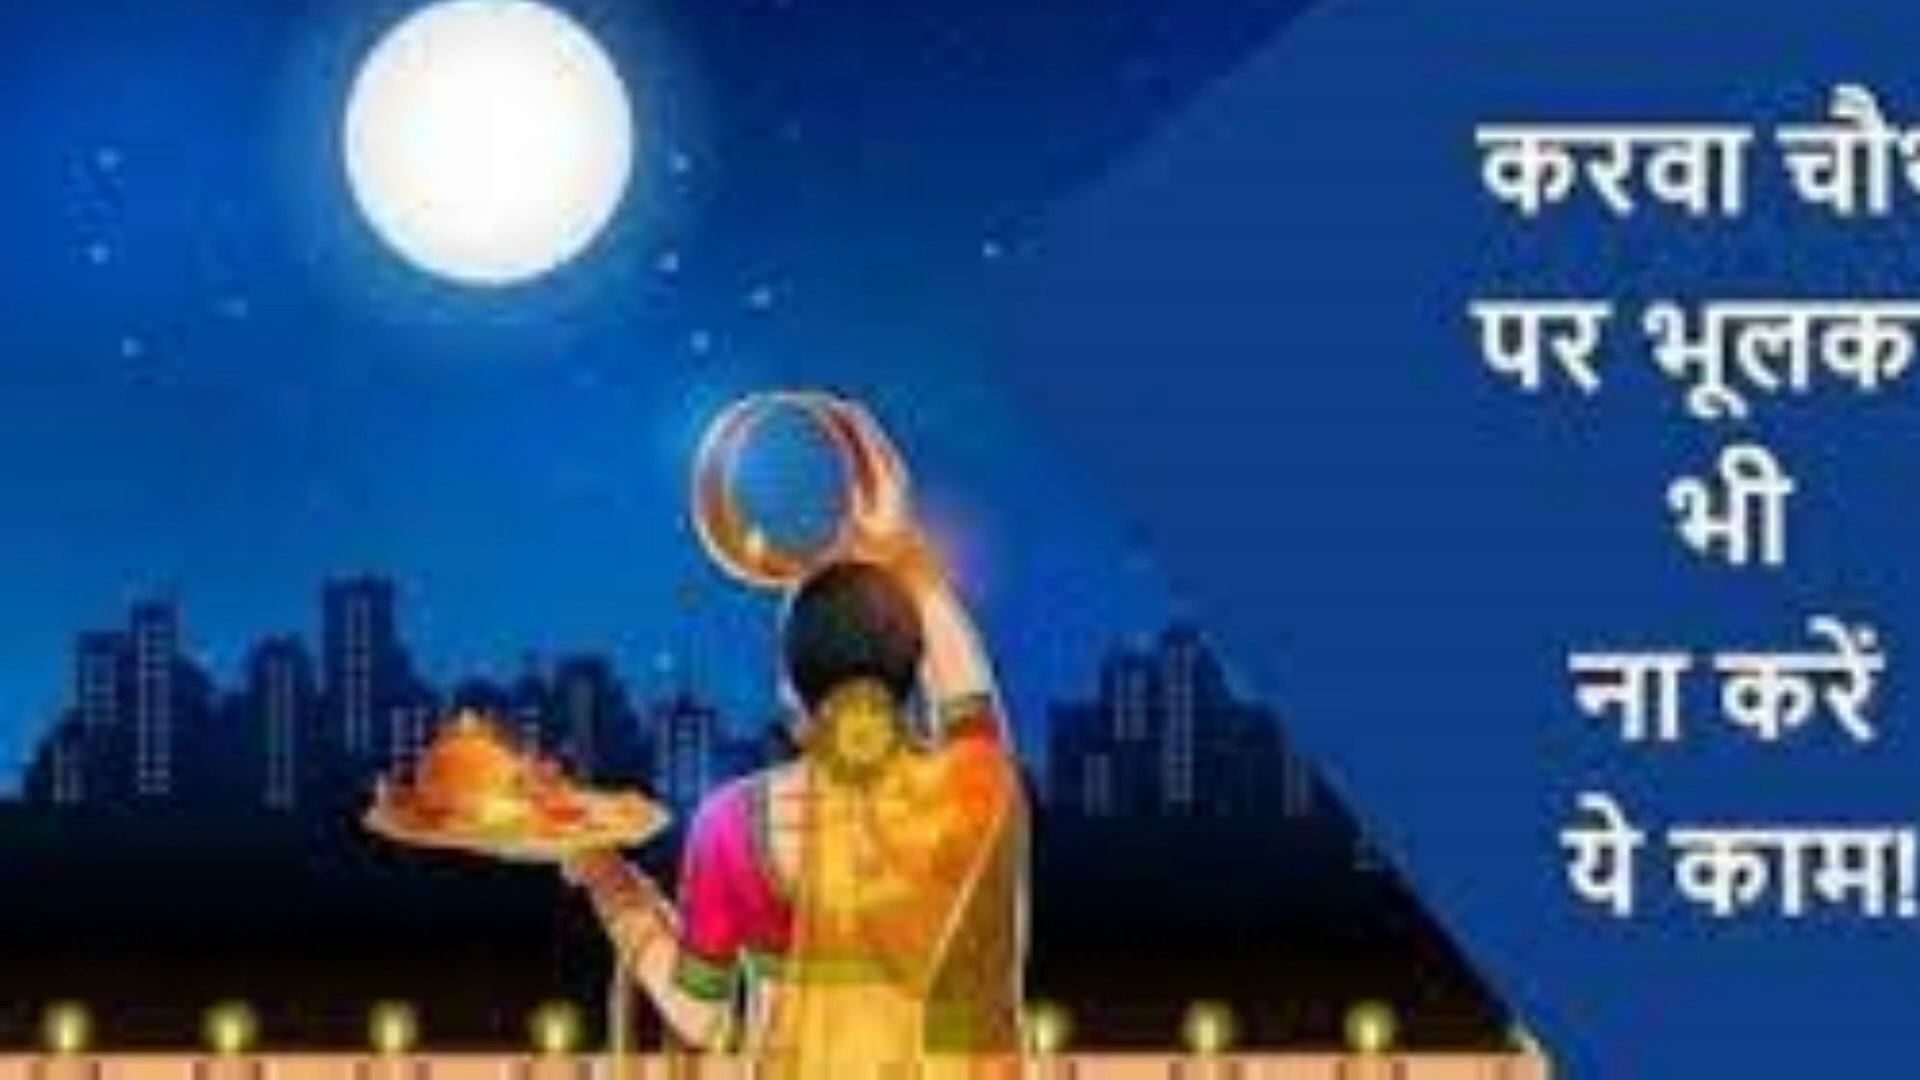 करवा चौथ
पर भूलक
भी
ना करें
ये काम!